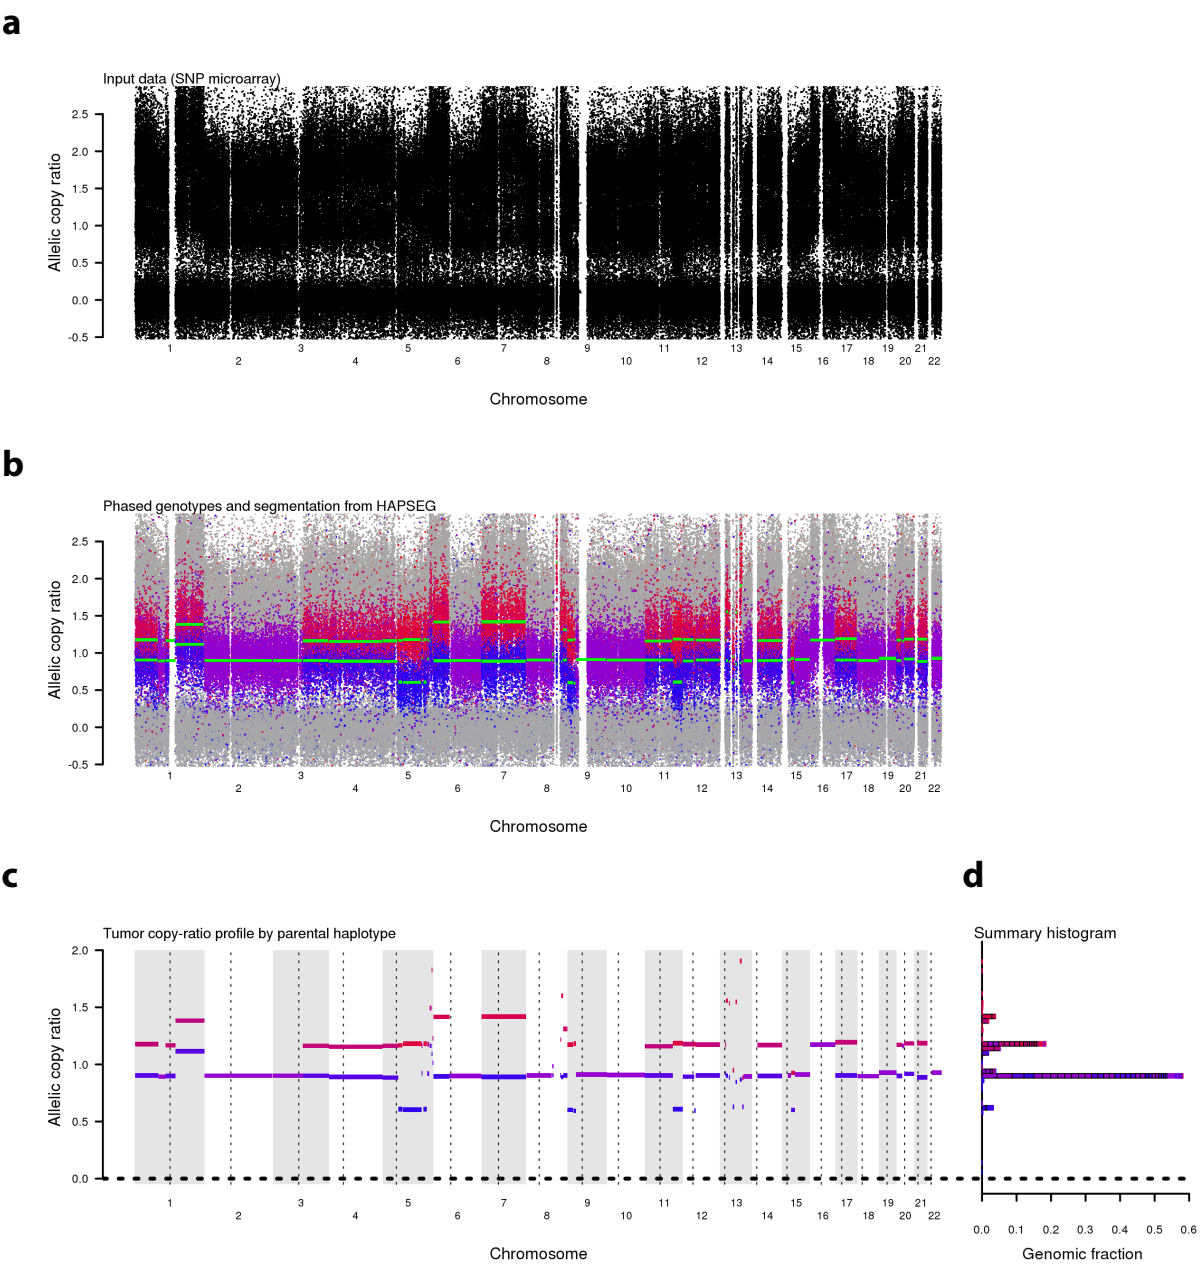 a
Input data (SNP microarray)
Allelic copy ratio
2.5
2.0
1.5
1.0
0.5
0.0
-0.5
1 3 5 7 9 11 13 15 17 19 21
2 4 6 8 10 12 14 16 18 20 22
Chromosome
b
Phased genotypes and segmentation from HAPSEG
Allelic copy ratio
2.5
2.0
1.5
1.0
0.5
0.0
-0.5
1 3 5 7 9 11 13 15 17 19 21
2 4 6 8 10 12 14 16 18 20 22
Chromosome
c
Tumor copy-ratio profile by parental haplotype
Allelic copy ratio
2.0
1.5
1.0
0.5
0.0
1 3 5 7 9 11 13 15 17 19 21
2 4 6 8 10 12 14 16 18 20 22
Chromosome
d
Summary histogram
0.0 0.1 0.2 0.3 0.4 0.5 0.6
Genomic fraction